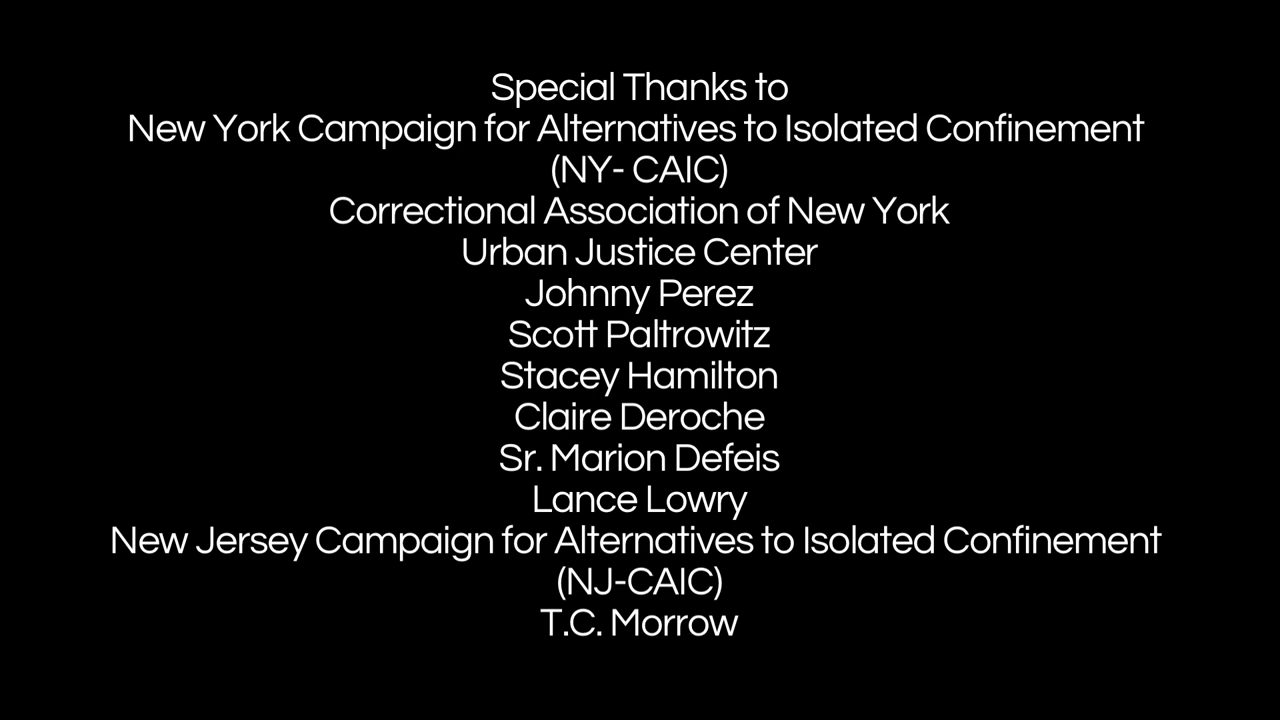 Special Thanks to
New York Campaign for Alternatives to Isolated Confinement
(NY- CAIC)
Correctional Association of New York
Urban Justice Center
Johnny Perez
Scott Paltrowitz
Stacey Hamilton
Claire Deroche
Sr. Marion Defeis
Lance Lowry
New Jersey Campaign for Alternatives to Isolated Confinement
(NJ-CAIC)
T.C. Morrow